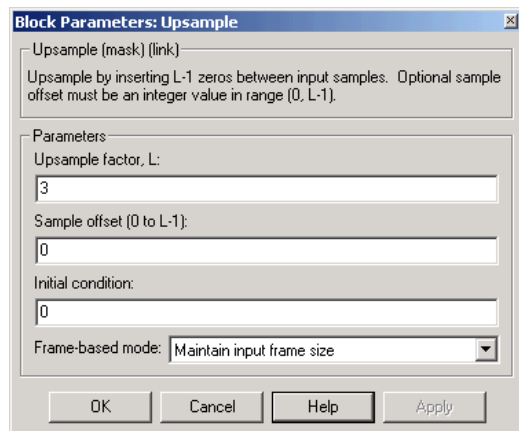 Block Parameters: Upsample
Upsample (mask) (link)
Upsample by inserting L-1 zeros between input samples. Optional sample
offset must be an integer value in range (0, L-1).
Parameters
Upsample factor, L:
3
Sample offset (0 to L-1):
0
Initial condition:
0
Frame-based mode: Maintain input frame size
OK Cancel Help Apply